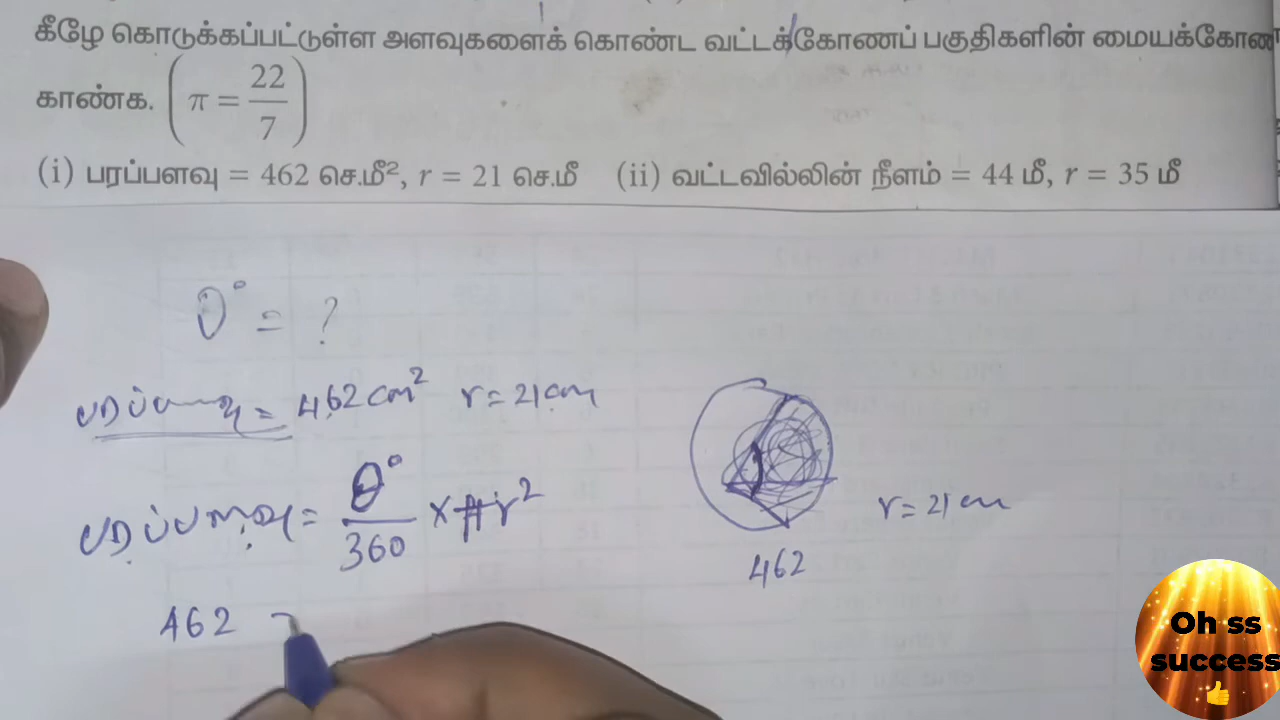 கீழே கொடுக்கப்பட்டுள்ள அளவுகளைக் கொண்ட வட்டக்கோணப் பகுதிகளின் மையக்கோண
காண்க. (π = 22/7)
(i) பரப்பளவு = 462 செ.மீ², r = 21 செ.மீ (ii) வட்டவில்லின் நீளம் = 44 மீ, r = 35 மீ
θ° = ?
பரப்பளவு = 462 cm² r = 21 cm
பரப்பளவு = θ°/360 × πr²
r = 21 cm
462
462 =
Oh ss
success